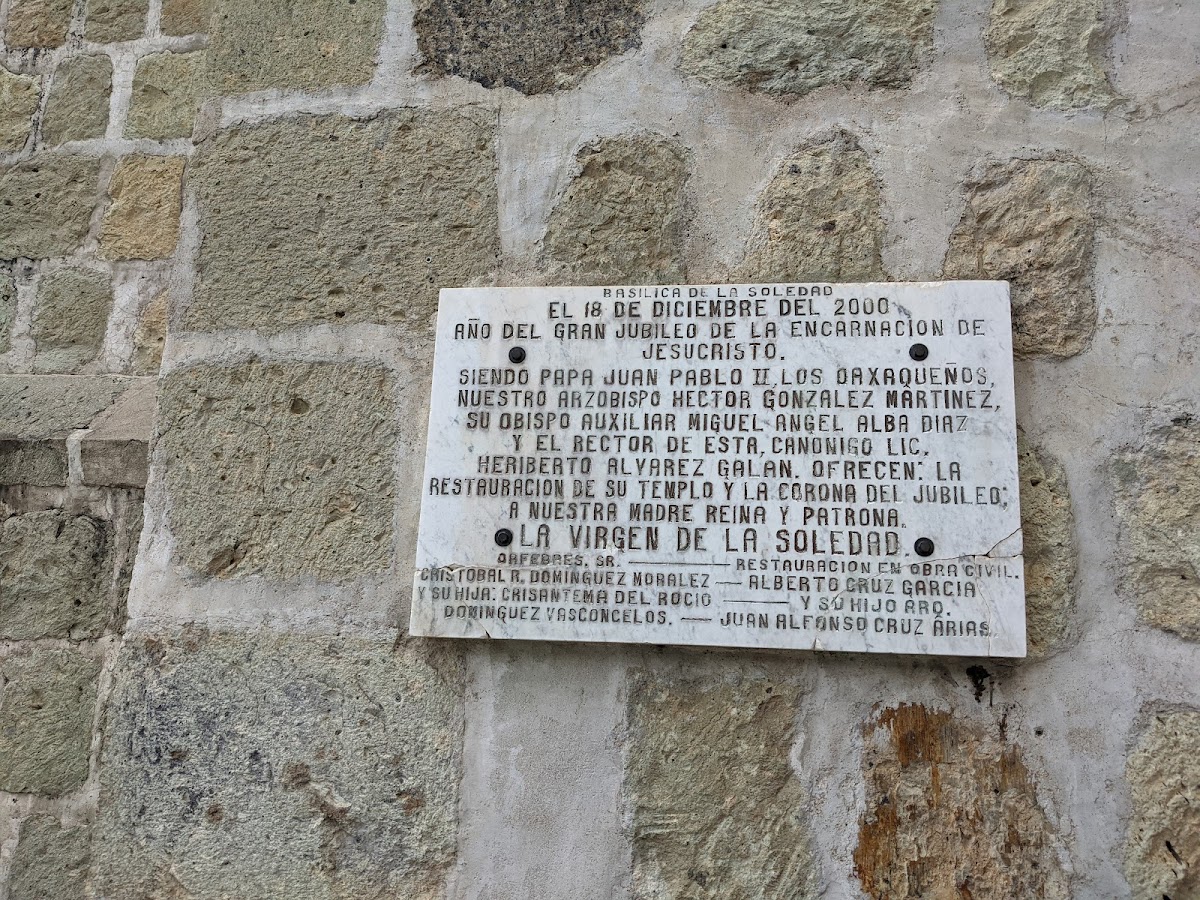 BASILICA DE LA SOLEDAD
EL 18 DE DICIEMBRE DEL 2000
AÑO DEL GRAN JUBILEO DE LA ENCARNACION DE
JESUCRISTO.
SIENDO PAPA JUAN PABLO II, LOS OAXAQUEÑOS,
NUESTRO ARZOBISPO HECTOR GONZALEZ MARTINEZ,
SU OBISPO AUXILIAR MIGUEL ANGEL ALBA DIAZ
Y EL RECTOR DE ESTA, CANONIGO LIC,
HERIBERTO ALVAREZ GALAN. OFRECEN: LA
RESTAURACION DE SU TEMPLO Y LA CORONA DEL JUBILEO;
A NUESTRA MADRE REINA Y PATRONA.
LA VIRGEN DE LA SOLEDAD.
ORFEBRES, SR. ——— RESTAURACION EN OBRA CIVIL.
CRISTOBAL R. DOMINGUEZ MORALEZ — ALBERTO CRUZ GARCIA
Y SU HIJA: CRISANTEMA DEL ROCIO ——— Y SU HIJO ARQ.
DOMINGUEZ VASCONCELOS. — JUAN ALFONSO CRUZ ARIAS.